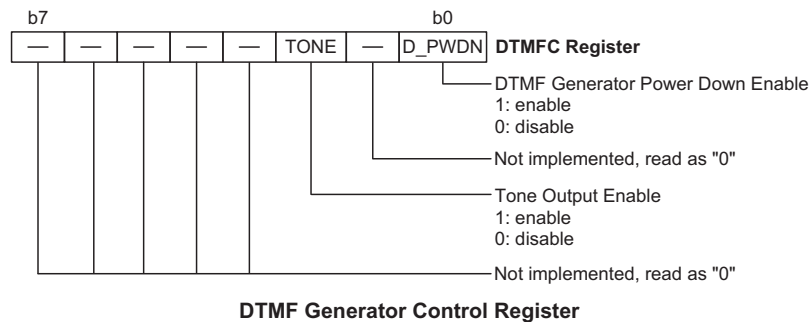 b7 b0
— — — — — TONE — D_PWDN DTMFC Register
DTMF Generator Power Down Enable
1: enable
0: disable
Not implemented, read as "0"
Tone Output Enable
1: enable
0: disable
Not implemented, read as "0"
DTMF Generator Control Register